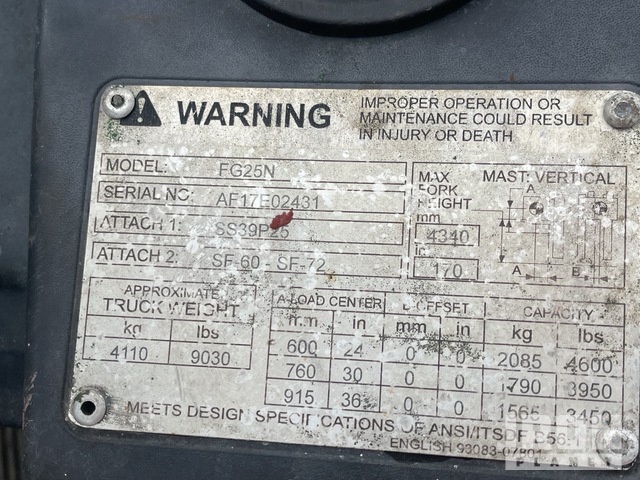 WARNING
IMPROPER OPERATION OR
MAINTENANCE COULD RESULT
IN INJURY OR DEATH.
MODEL: FG25N
SERIAL NO: AF17E02431
ATTACH 1: SS39P25
ATTACH 2: SF-60 - SF-72
MAX FORK HEIGHT
mm 4340
in 170
MAST: VERTICAL
A
A B
APPROXIMATE
TRUCK WEIGHT
kg lbs
4110 9030
A-LOAD CENTER B OFFSET CAPACITY
mm in mm in kg lbs
600 24 0 0 2085 4600
760 30 0 0 1790 3950
915 36 0 0 1565 3450
MEETS DESIGN SPECIFICATIONS OF ANSI/ITSDF B56.1
ENGLISH 93083-07801
PLANET